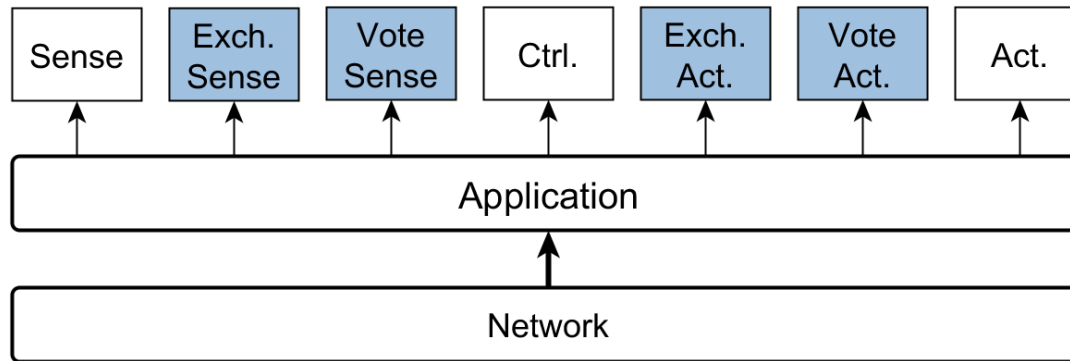 Sense
Exch.
Sense
Vote
Sense
Ctrl.
Exch.
Act.
Vote
Act.
Act.
Application
Network